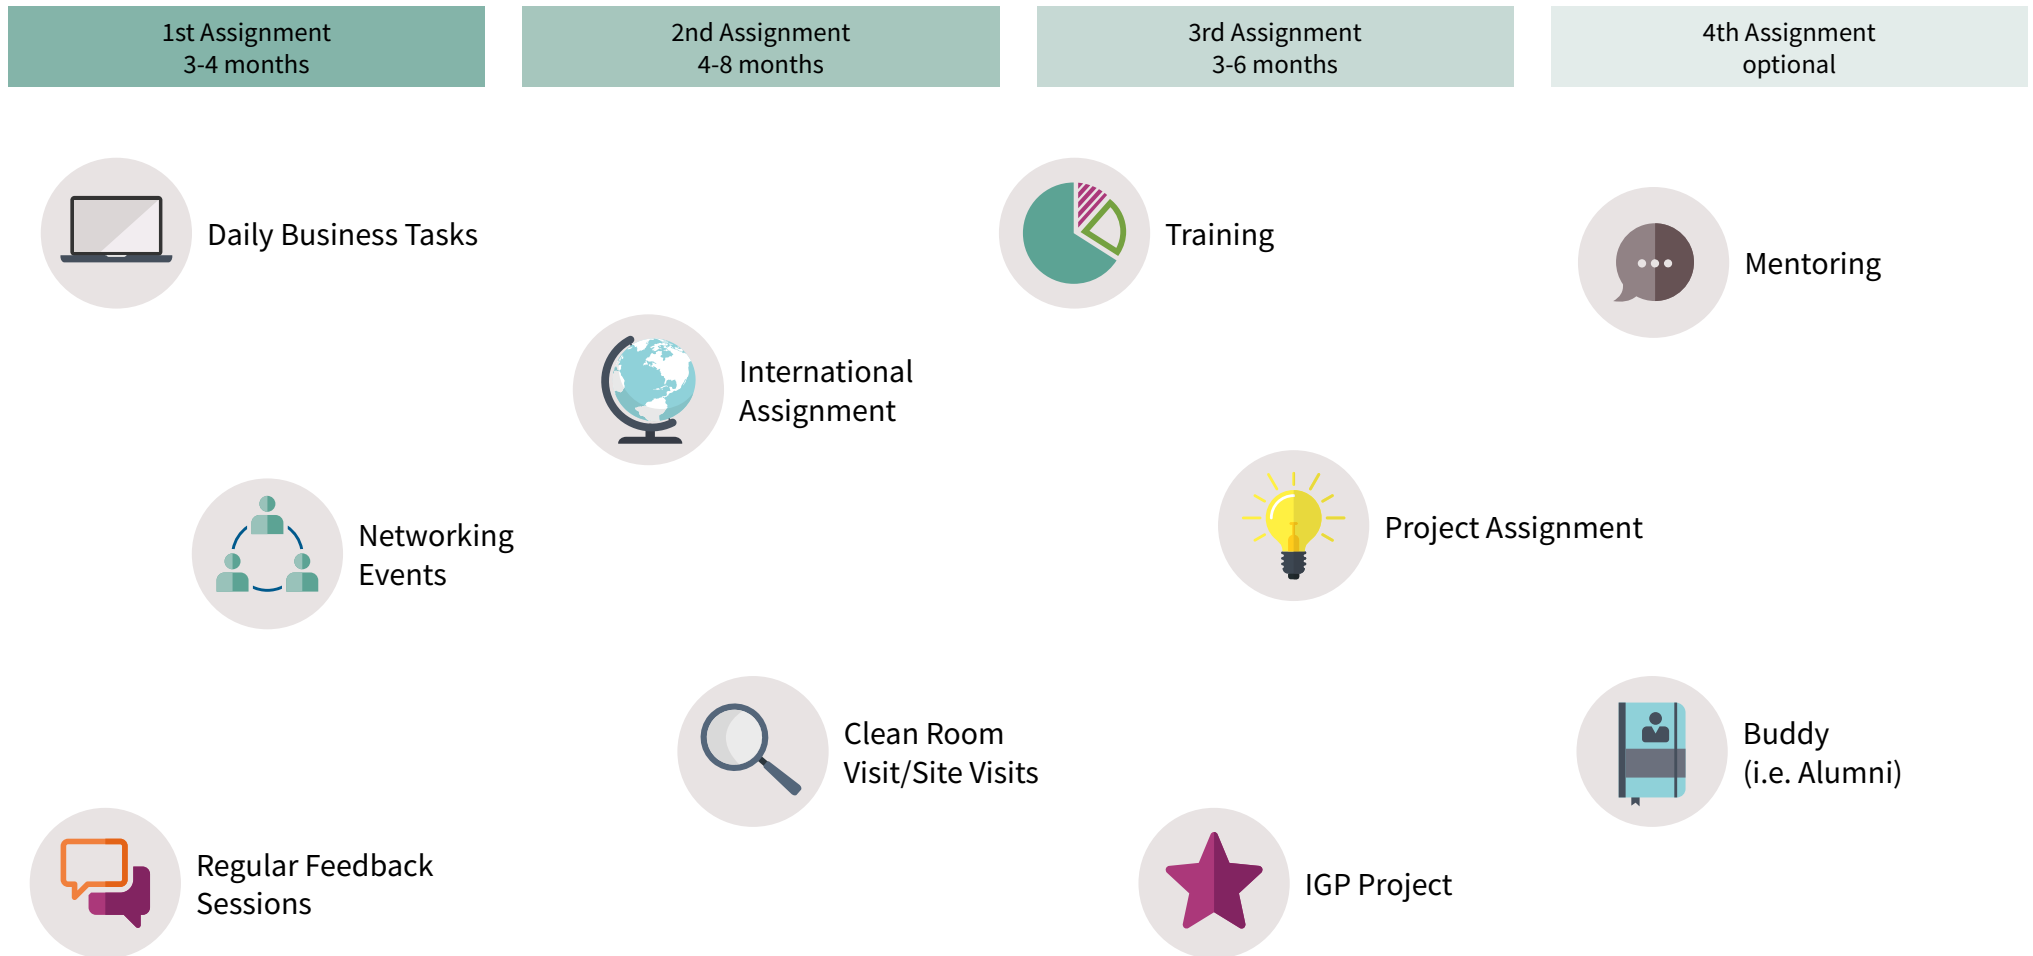 1st Assignment
3-4 months
2nd Assignment
4-8 months
3rd Assignment
3-6 months
4th Assignment
optional
Daily Business Tasks
Training
Mentoring
International
Assignment
Networking
Events
Project Assignment
Clean Room
Visit/Site Visits
Buddy
(i.e. Alumni)
Regular Feedback
Sessions
IGP Project